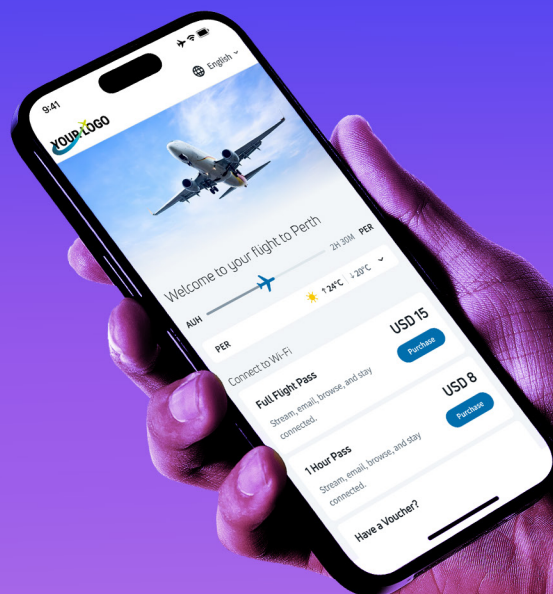 9:41
YOUR LOGO
English
Welcome to your flight to Perth
AUH
2H 30M PER
PER
↑ 24°C ↓ 20°C
Connect to Wi-Fi
Full Flight Pass
USD 15
Stream, email, browse, and stay
connected.
Purchase
1 Hour Pass
USD 8
Stream, email, browse, and stay
connected.
Purchase
Have a Voucher?